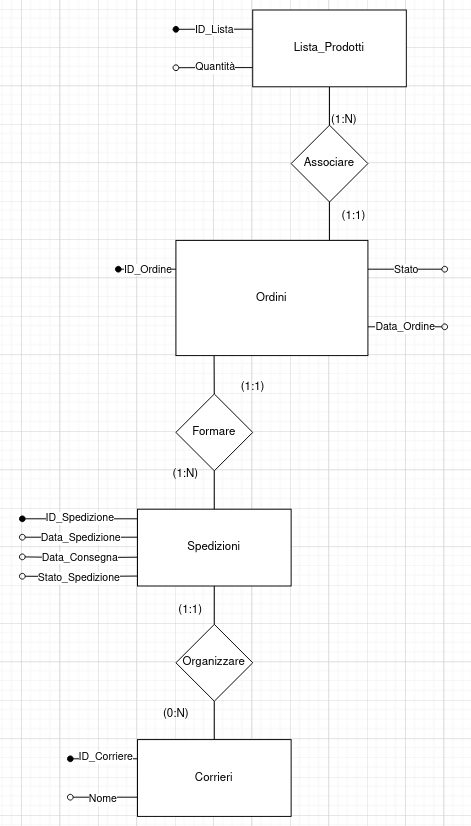 ID_Lista
Lista_Prodotti
Quantità
(1:N)
Associare
(1:1)
ID_Ordine
Stato
Ordini
Data_Ordine
(1:1)
Formare
(1:N)
ID_Spedizione
Data_Spedizione
Spedizioni
Data_Consegna
Stato_Spedizione
(1:1)
Organizzare
(0:N)
ID_Corriere
Corrieri
Nome